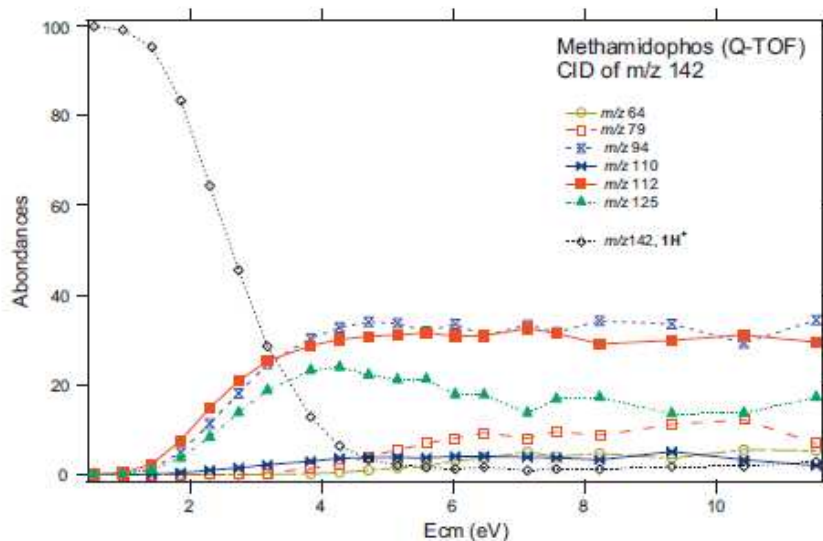 100
80
60
40
20
0
Abondances
Methamidophos (Q-TOF)
CID of m/z 142
m/z 64
m/z 79
m/z 94
m/z 110
m/z 112
m/z 125
m/z142, 1H⁺
2
4
6
8
10
Ecm (eV)